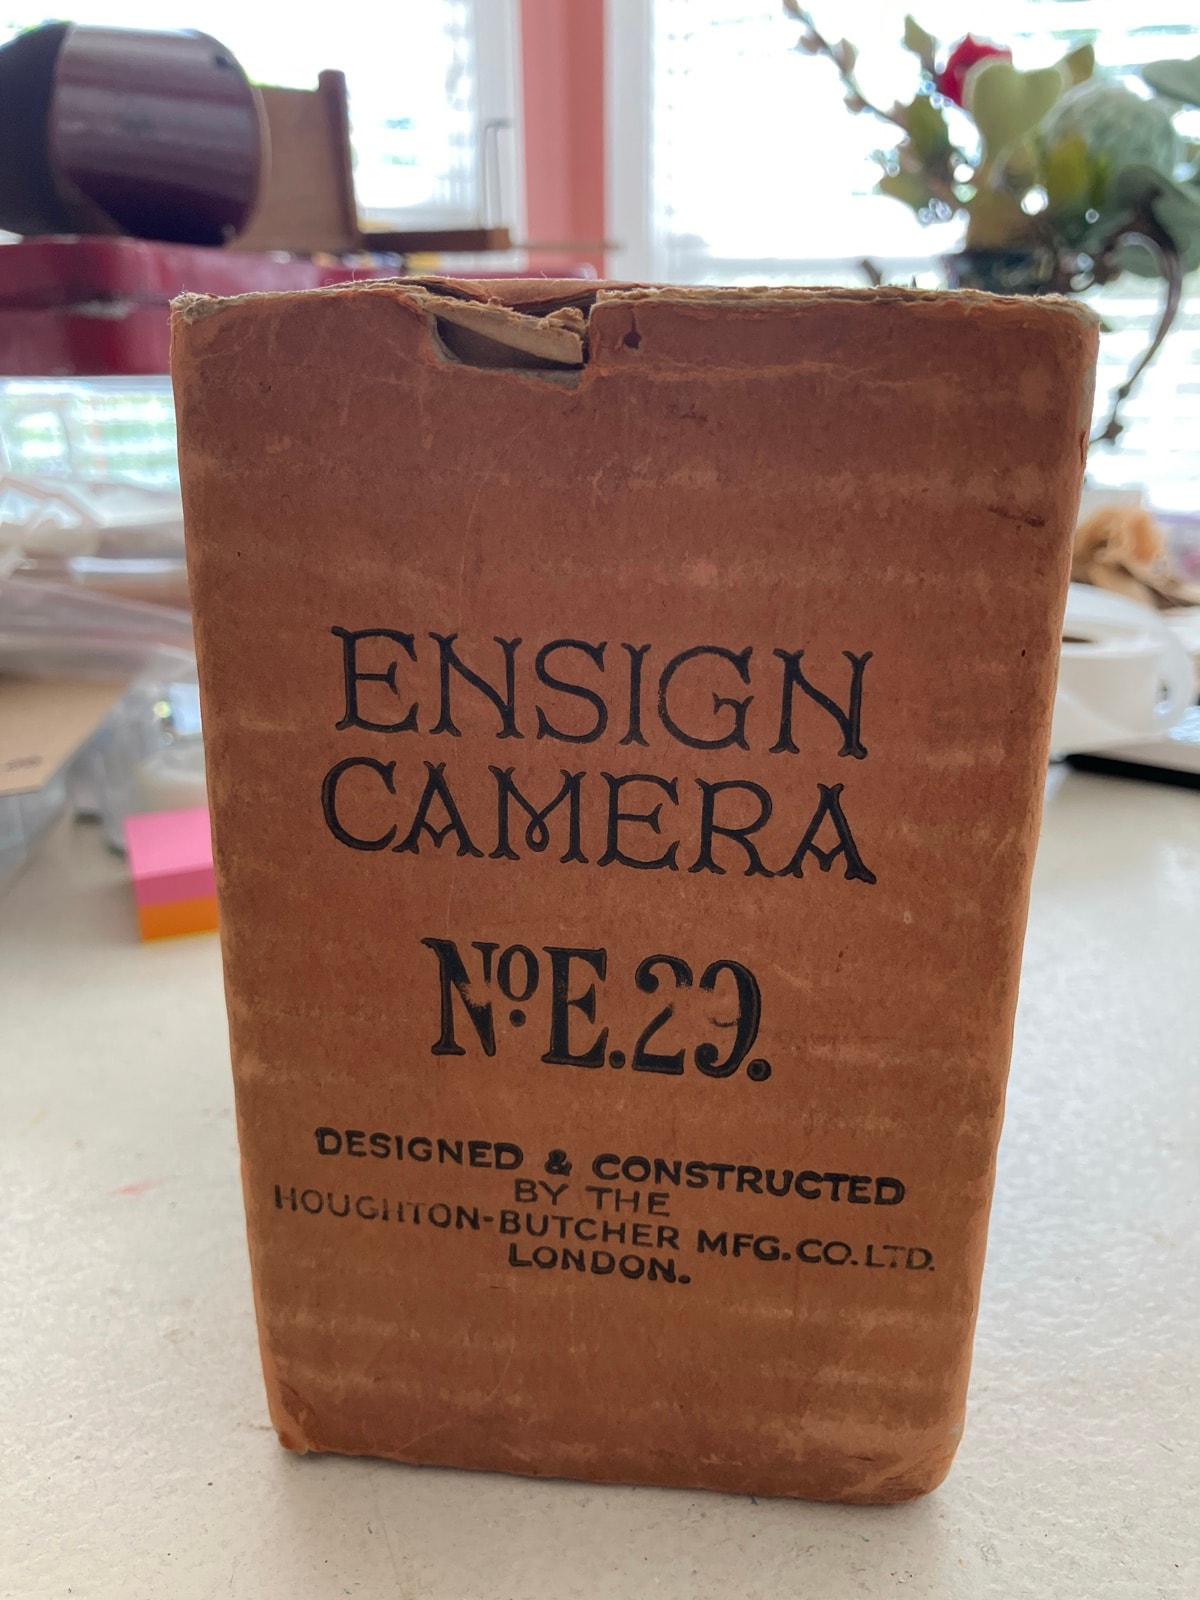 ENSIGN
CAMERA
No E.29.
DESIGNED & CONSTRUCTED
BY THE
HOUGHTON-BUTCHER MFG.CO.LTD.
LONDON.